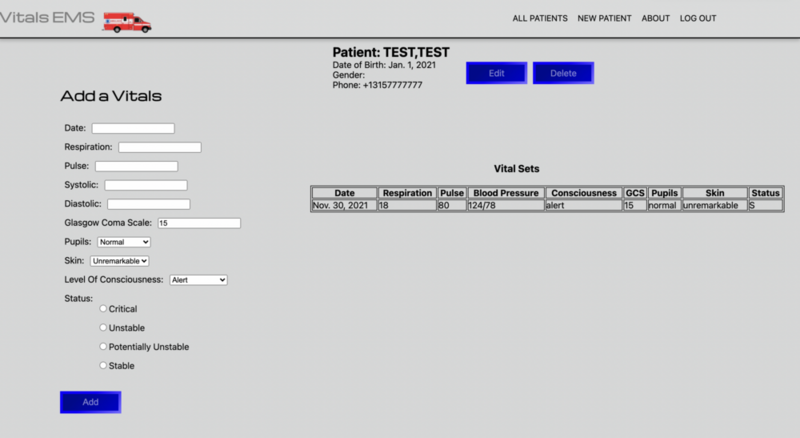 Vitals EMS
ALL PATIENTS NEW PATIENT ABOUT LOG OUT
Patient: TEST,TEST
Date of Birth: Jan. 1, 2021
Gender:
Phone: +13157777777
Edit Delete
Add a Vitals
Date:
Respiration:
Pulse:
Systolic:
Diastolic:
Glasgow Coma Scale: 15
Pupils: Normal
Skin: Unremarkable
Level Of Consciousness: Alert
Status:
Critical
Unstable
Potentially Unstable
Stable
Add
Vital Sets
Date Respiration Pulse Blood Pressure Consciousness GCS Pupils Skin Status
Nov. 30, 2021 18 80 124/78 alert 15 normal unremarkable S